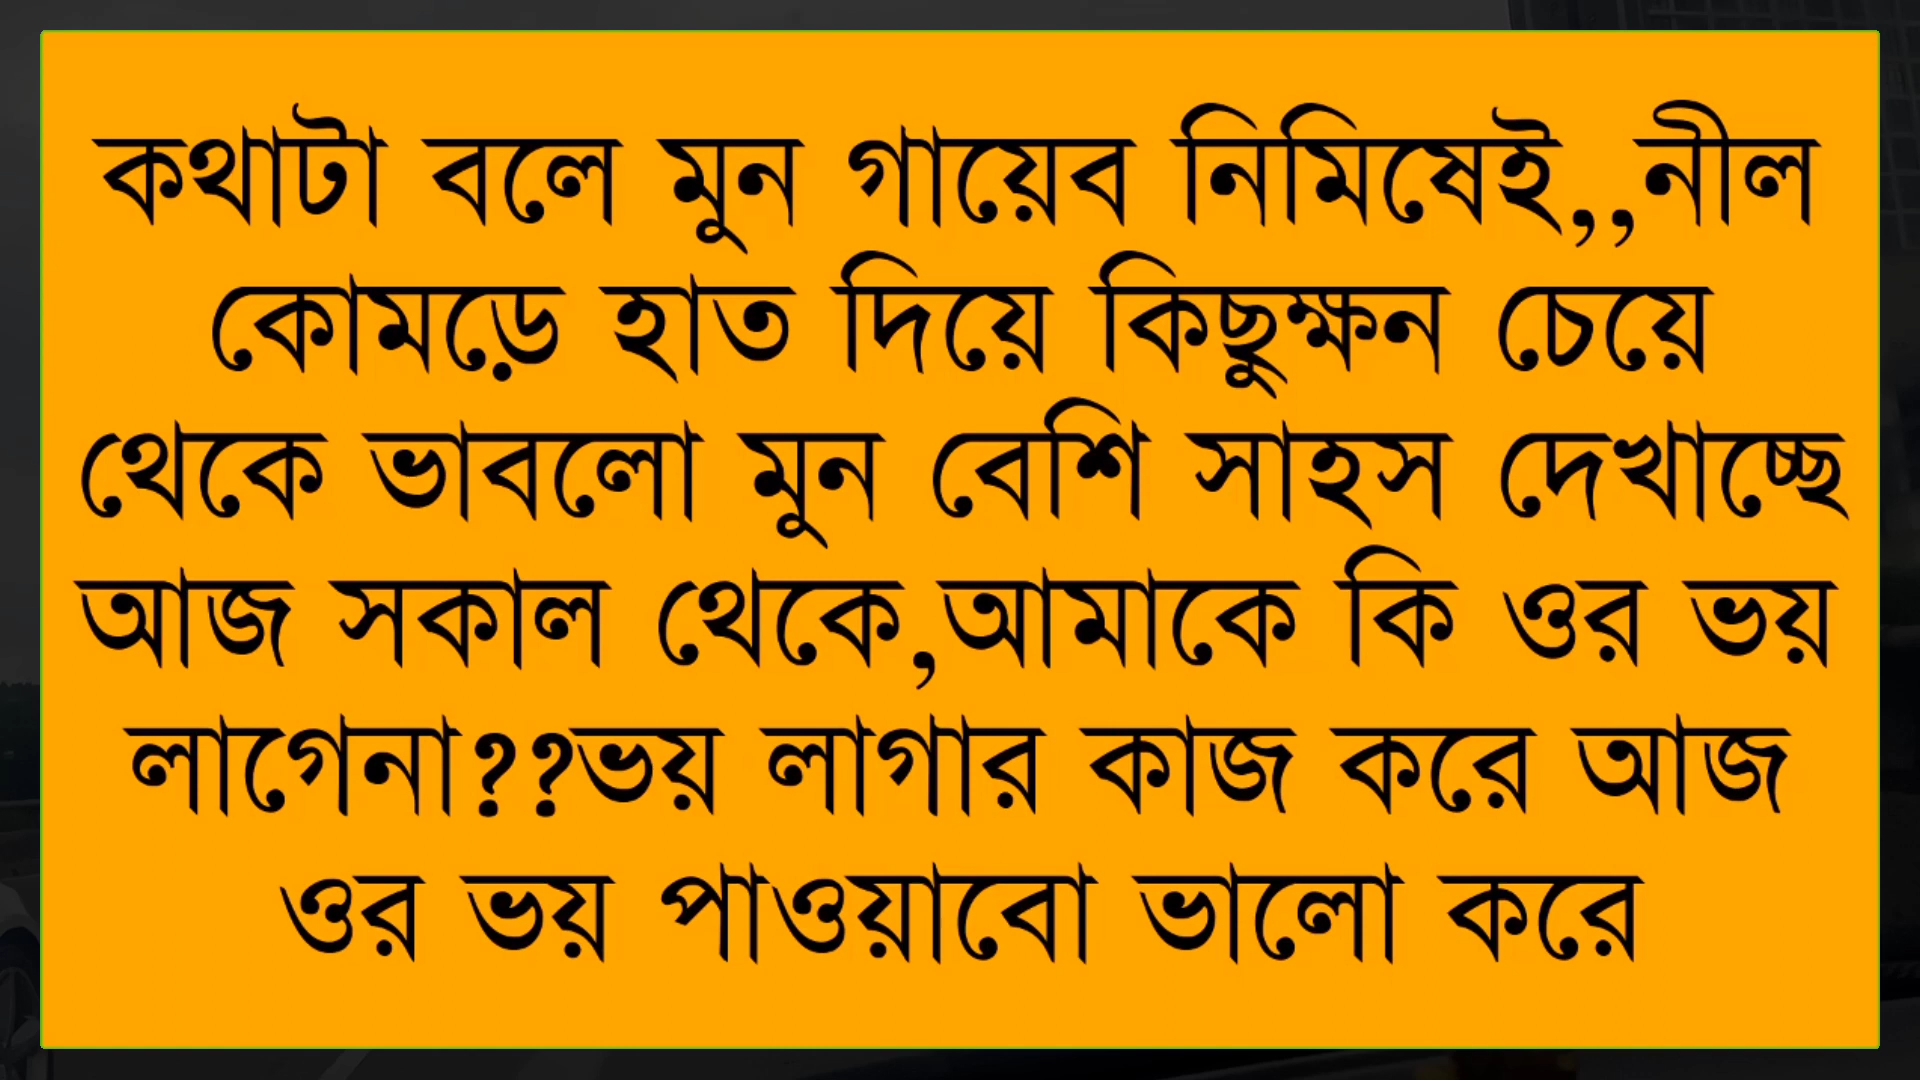 কথাটা বলে মুন গায়েব নিমিষেই,,নীল
কোমড়ে হাত দিয়ে কিছুক্ষন চেয়ে
থেকে ভাবলো মুন বেশি সাহস দেখাচ্ছে
আজ সকাল থেকে,আমাকে কি ওর ভয়
লাগেনা??ভয় লাগার কাজ করে আজ
ওর ভয় পাওয়াবো ভালো করে